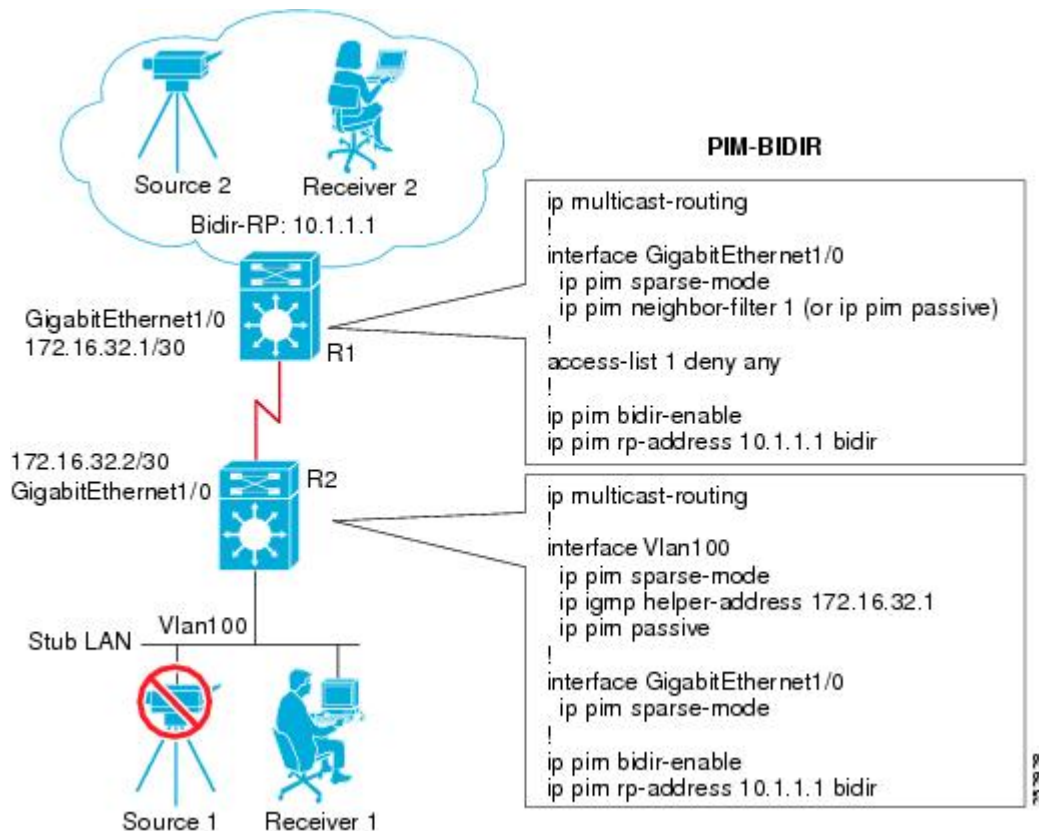 Source 2
Receiver 2
Bidir-RP: 10.1.1.1
GigabitEthernet1/0
172.16.32.1/30
R1
172.16.32.2/30
GigabitEthernet1/0
R2
Vlan100
Stub LAN
Source 1
Receiver 1
PIM-BIDIR
ip multicast-routing
!
interface GigabitEthernet1/0
ip pim sparse-mode
ip pim neighbor-filter 1 (or ip pim passive)
!
access-list 1 deny any
!
ip pim bidir-enable
ip pim rp-address 10.1.1.1 bidir
ip multicast-routing
!
interface Vlan100
ip pim sparse-mode
ip igmp helper-address 172.16.32.1
ip pim passive
!
interface GigabitEthernet1/0
ip pim sparse-mode
!
ip pim bidir-enable
ip pim rp-address 10.1.1.1 bidir